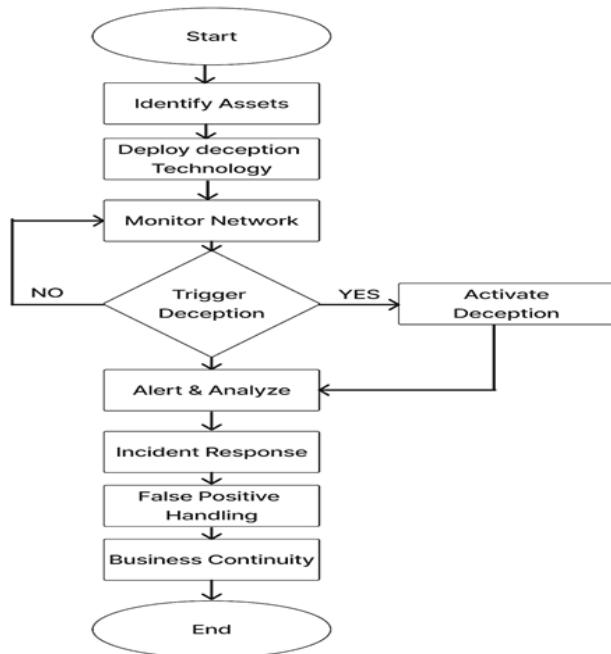 Start
Identify Assets
Deploy deception
Technology
Monitor Network
NO
Trigger
Deception
YES
Activate
Deception
Alert & Analyze
Incident Response
False Positive
Handling
Business Continuity
End